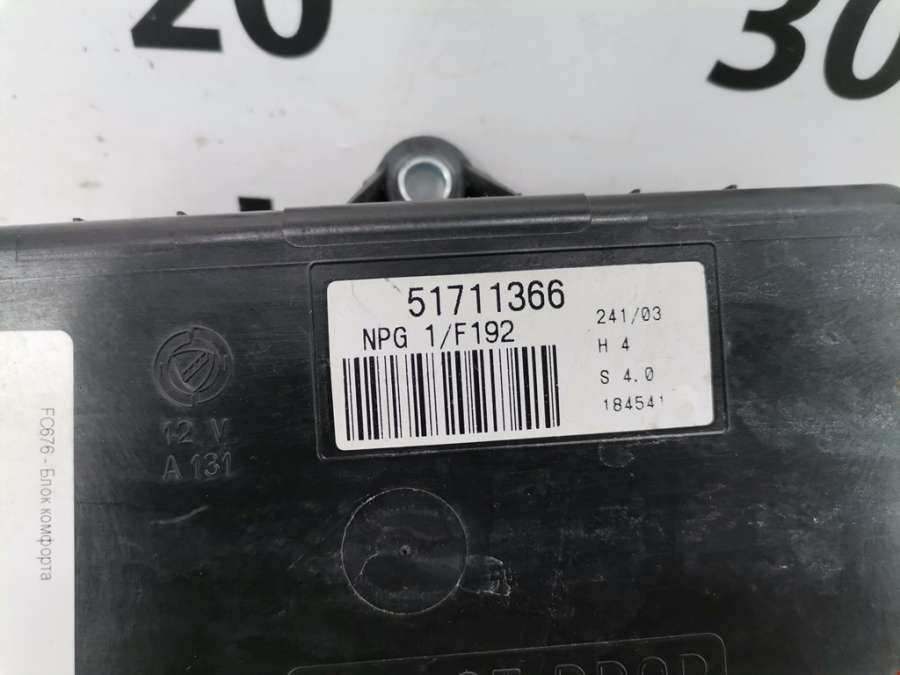 20
30
51711366
NPG 1/F192
241/03
H 4
S 4.0
184541
12 V
A 131
FC676 - Блок комфорта